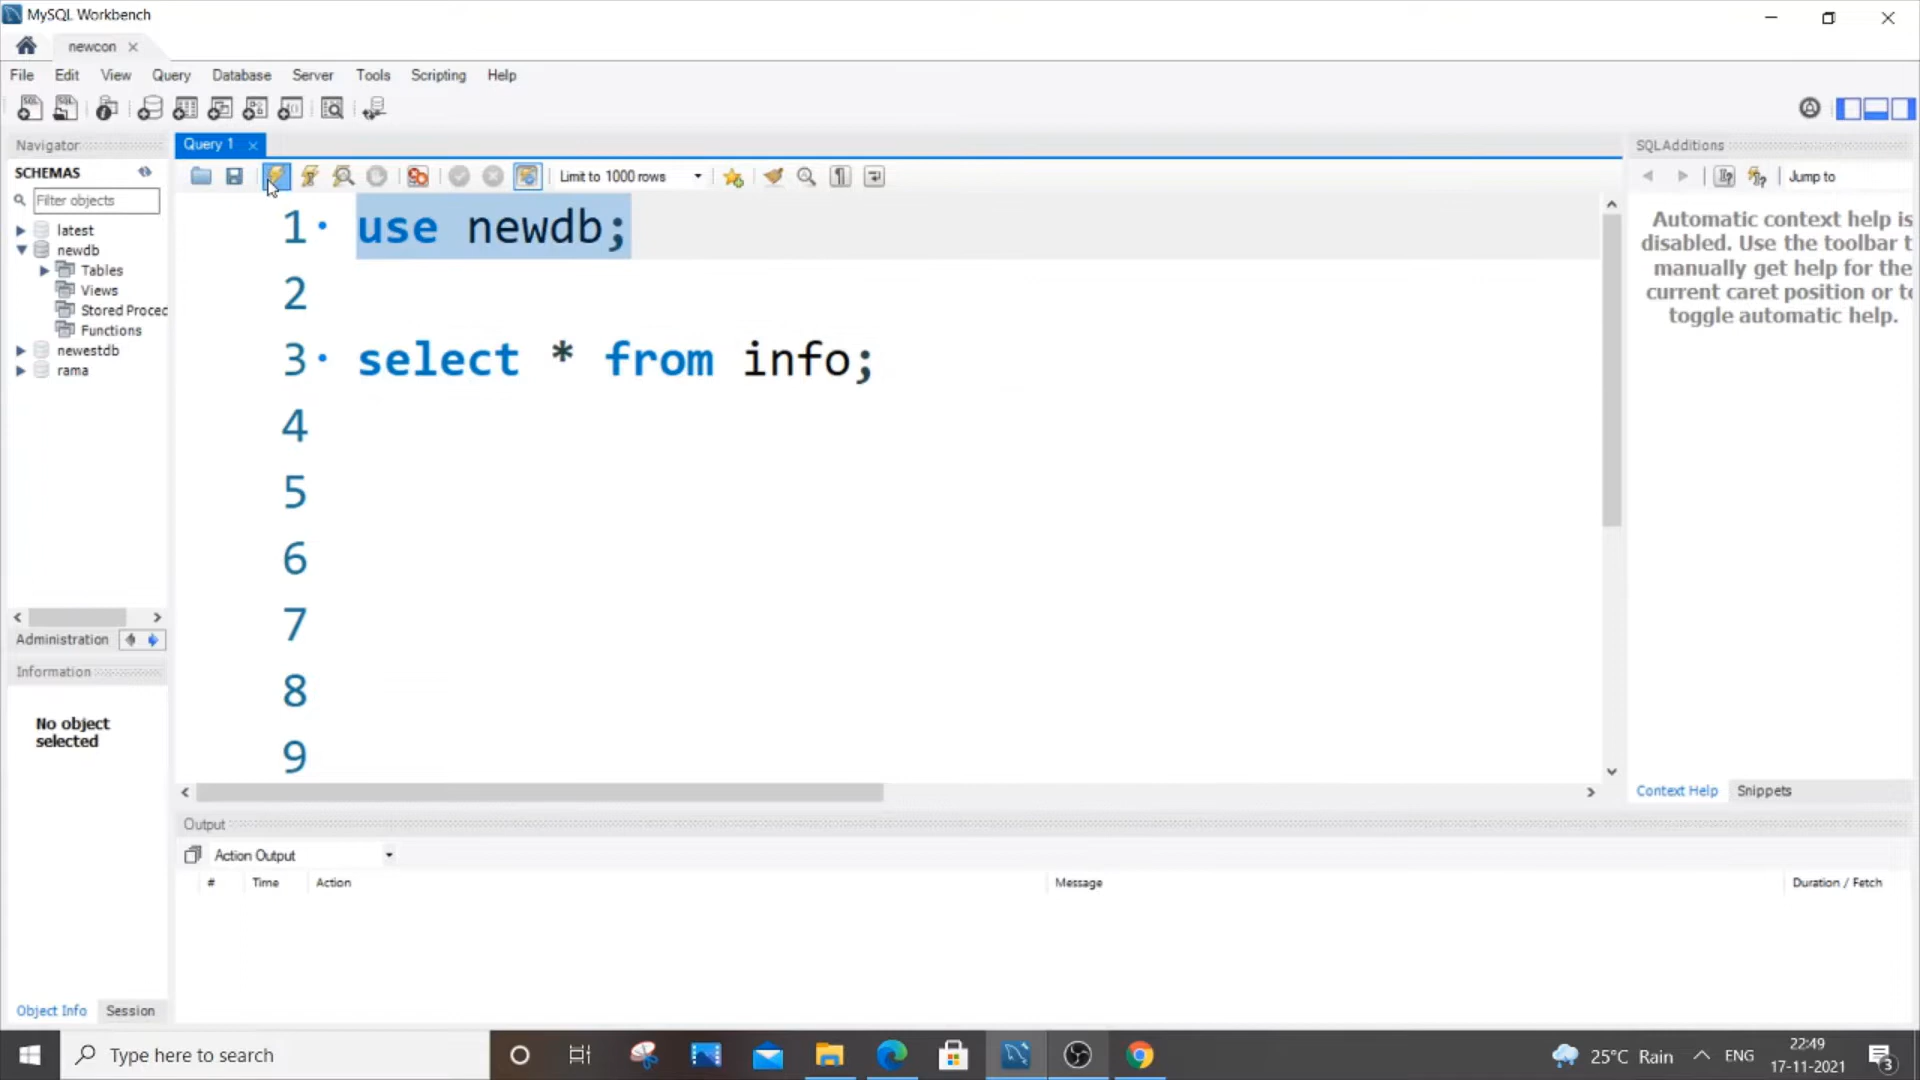 MySQL Workbench
newcon
File Edit View Query Database Server Tools Scripting Help
Navigator
Query 1
SQLAdditions
SCHEMAS
Limit to 1000 rows
Jump to
Filter objects
latest
newdb
Tables
Views
Stored Proced
Functions
newestdb
rama
1 use newdb;
2
3 select * from info;
4
5
6
7
8
9
Automatic context help is
disabled. Use the toolbar t
manually get help for the
current caret position or to
toggle automatic help.
Administration
Information
No object
selected
Context Help Snippets
Output
Action Output
# Time Action Message Duration / Fetch
Object Info Session
Type here to search
25°C Rain
ENG
22:49
17-11-2021
3